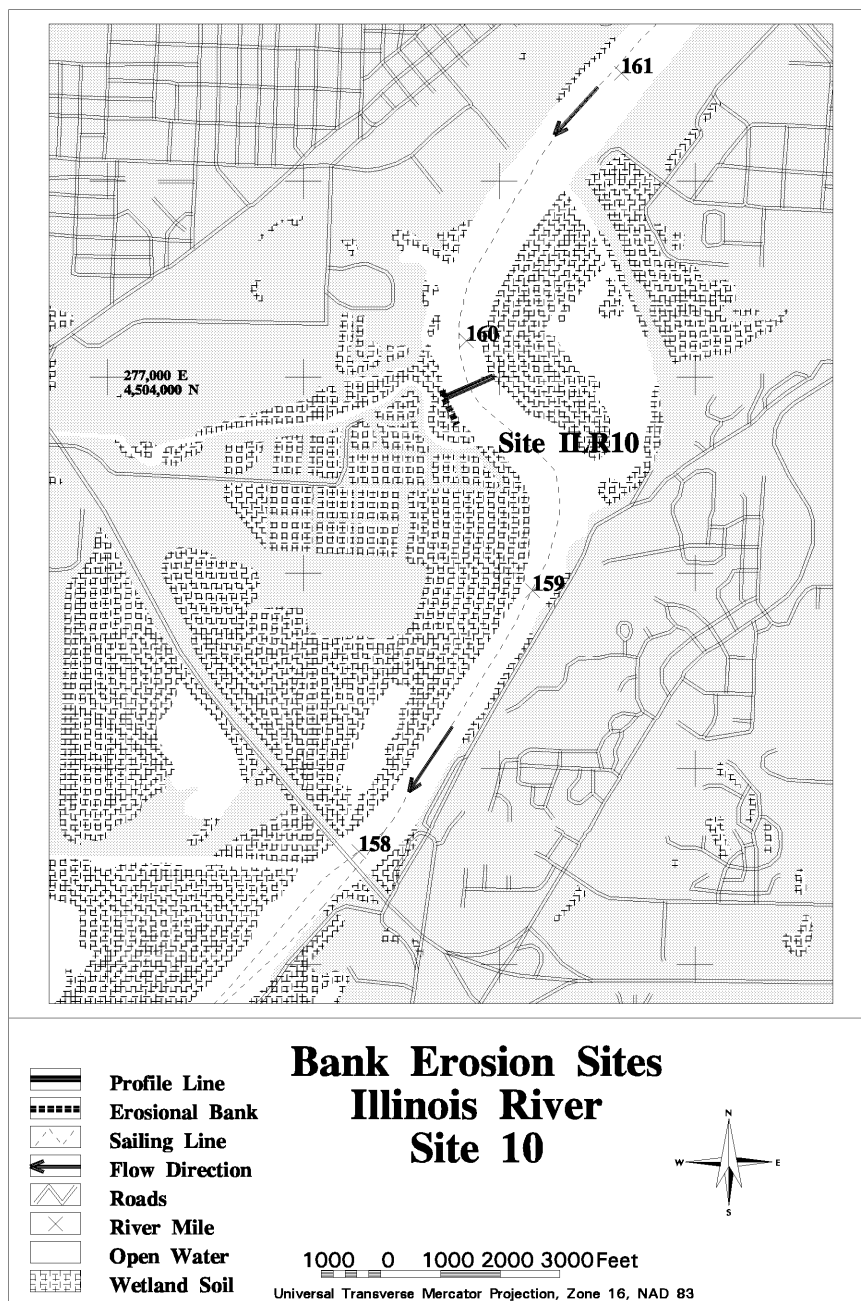 161
160
277,000 E
4,504,000 N
Site ILR10
159
158
Bank Erosion Sites
Illinois River
Site 10
Profile Line
Erosional Bank
Sailing Line
Flow Direction
Roads
River Mile
Open Water
Wetland Soil
N
W E
S
1000 0 1000 2000 3000 Feet
Universal Transverse Mercator Projection, Zone 16, NAD 83